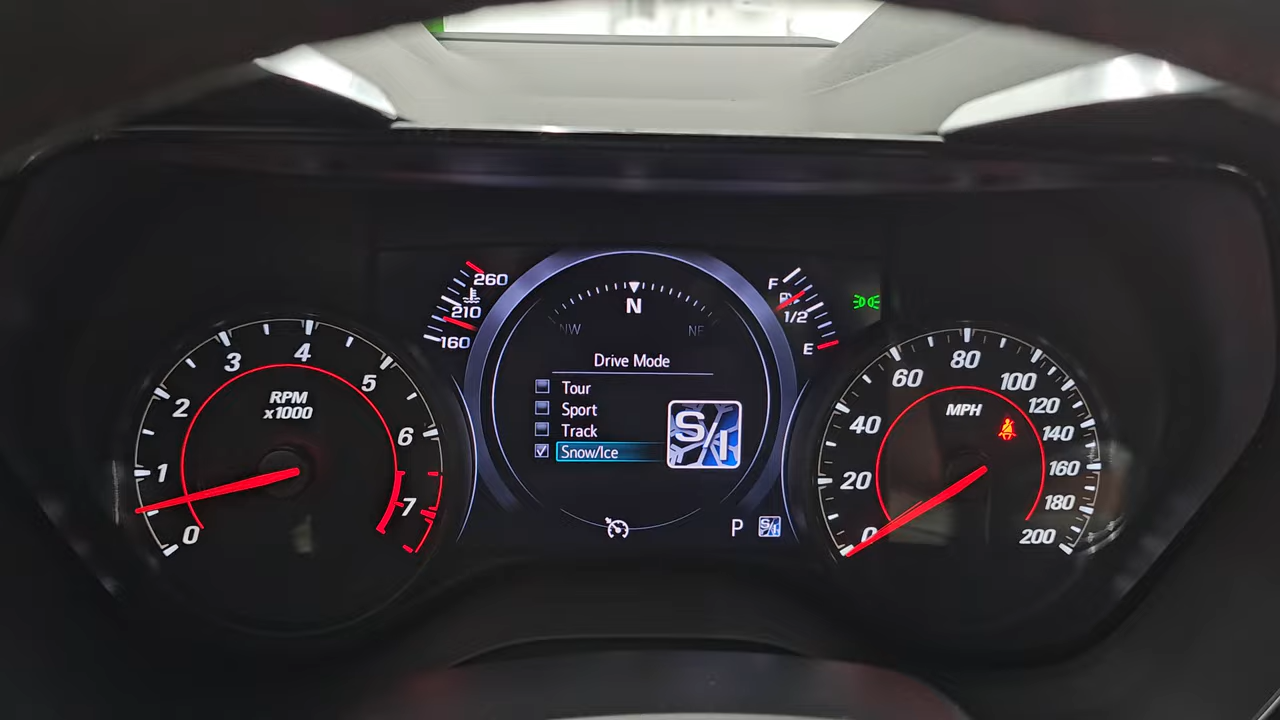 260
210
160
F
1/2
E
N
NW
NE
Drive Mode
Tour
Sport
Track
Snow/Ice
S/I
P
S/I
RPM
x1000
0
1
2
3
4
5
6
7
MPH
0
20
40
60
80
100
120
140
160
180
200